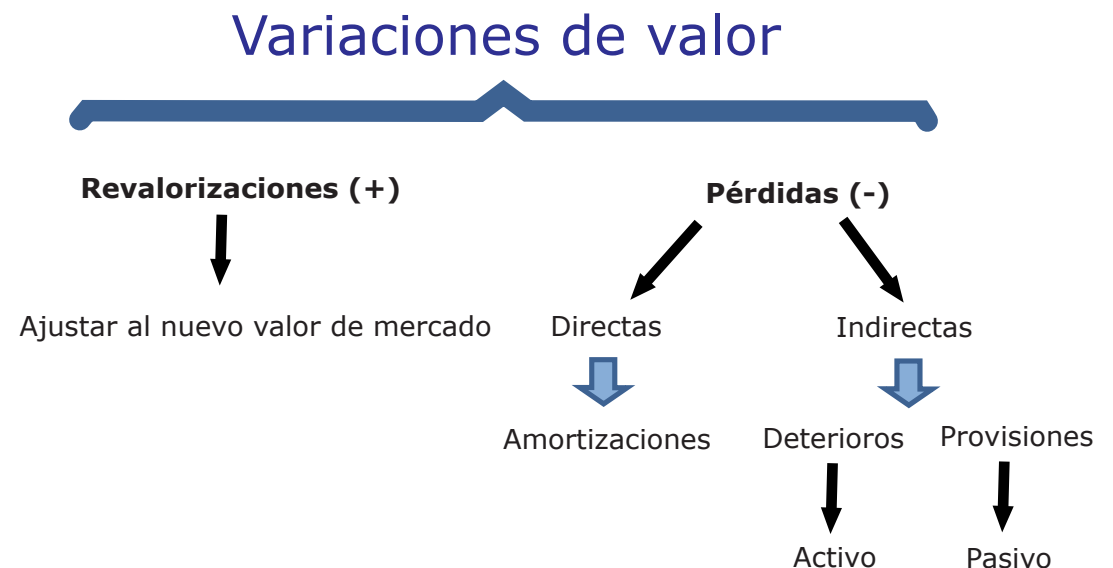 Variaciones de valor
Revalorizaciones (+)
Pérdidas (-)
Ajustar al nuevo valor de mercado
Directas
Indirectas
Amortizaciones
Deterioros
Provisiones
Activo
Pasivo